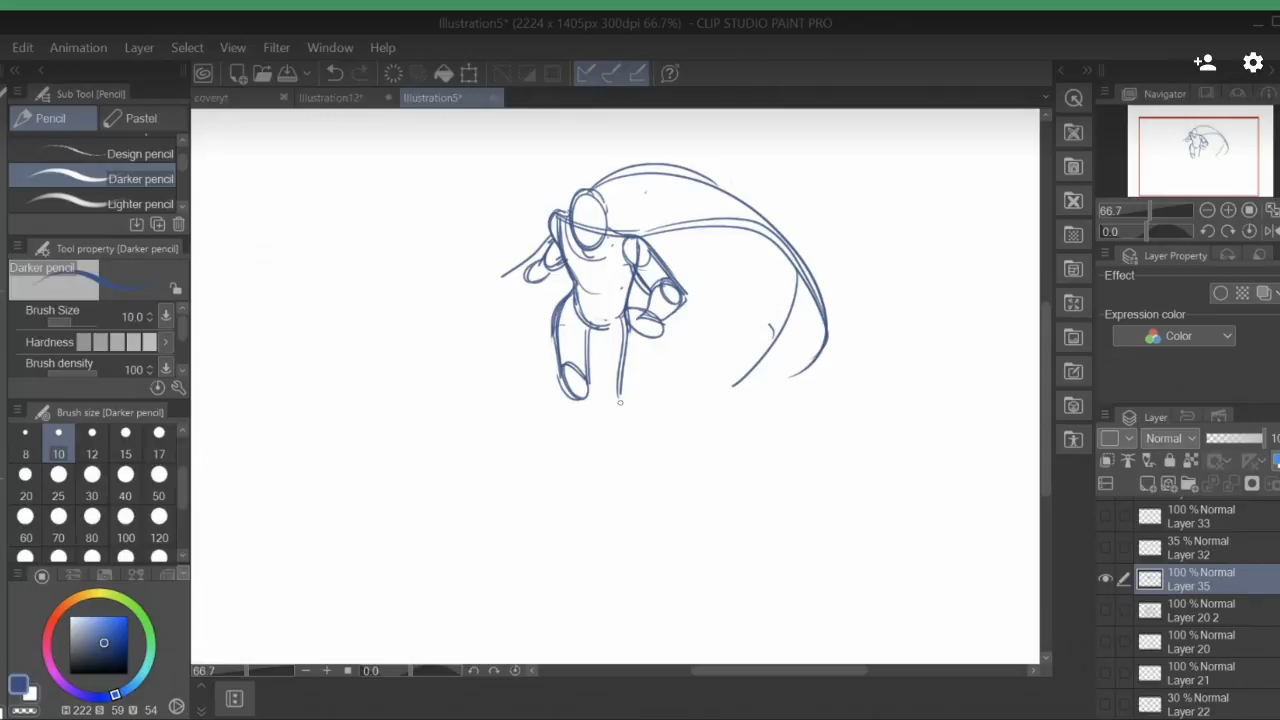 Illustration5* (2224 x 1405px 300dpi 66.7%) - CLIP STUDIO PAINT PRO
Edit Animation Layer Select View Filter Window Help
Sub Tool [Pencil]
Pencil Pastel
Design pencil
Darker pencil
Lighter pencil
Tool property [Darker pencil]
Darker pencil
Brush Size 10.0
Hardness
Brush density 100
Brush size [Darker pencil]
8 10 12 15 17
20 25 30 40 50
60 70 80 100 120
H 222 S 59 V 54
covery† Illustration12* Illustration5*
66.7 0.0
Navigator
66.7
0.0
Layer Property
Effect
Expression color
Color
Layer
Normal 10
100 % Normal
Layer 33
35 % Normal
Layer 32
100 % Normal
Layer 35
100 % Normal
Layer 20 2
100 % Normal
Layer 20
100 % Normal
Layer 21
30 % Normal
Layer 22